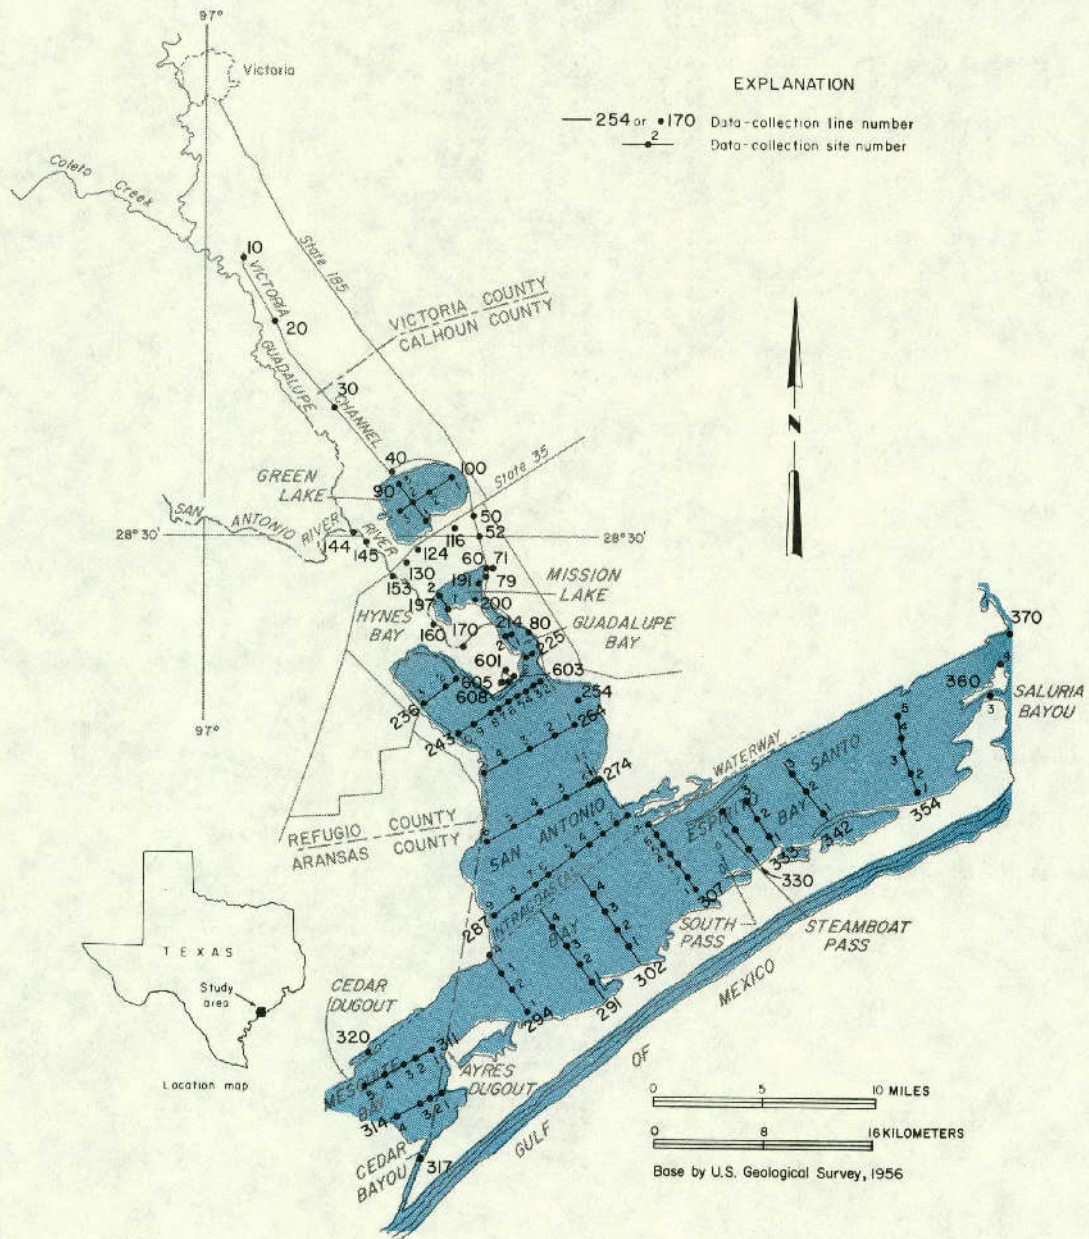 97°
Victoria
EXPLANATION
254 or •170 Data-collection line number
2
Data-collection site number
Coleto Creek
10
State 185
VICTORIA
20
VICTORIA COUNTY
CALHOUN COUNTY
GUADALUPE
30
CHANNEL
N
40
100
State 35
GREEN LAKE
90
50
SAN ANTONIO RIVER
RIVER
116
52
28° 30'
144
145
124
28° 30'
130
60
71
153
191
79
MISSION LAKE
197
200
HYNES BAY
214
80
GUADALUPE BAY
160
170
225
370
601
603
605
608
254
360
SALURIA BAYOU
3
236
264
97°
243
WATERWAY
SANTO
274
ESPIRITU
BAY
REFUGIO COUNTY
ARANSAS COUNTY
SAN ANTONIO
354
342
333
330
307
287
INTRACOASTAL
BAY
SOUTH PASS
STEAMBOAT PASS
302
TEXAS
CEDAR DUGOUT
291
294
MEXICO
Study area
320
311
OF
Location map
MESQUITE BAY
AYRES DUGOUT
0 5 10 MILES
314
GULF
0 8 16 KILOMETERS
CEDAR BAYOU
317
Base by U.S. Geological Survey, 1956